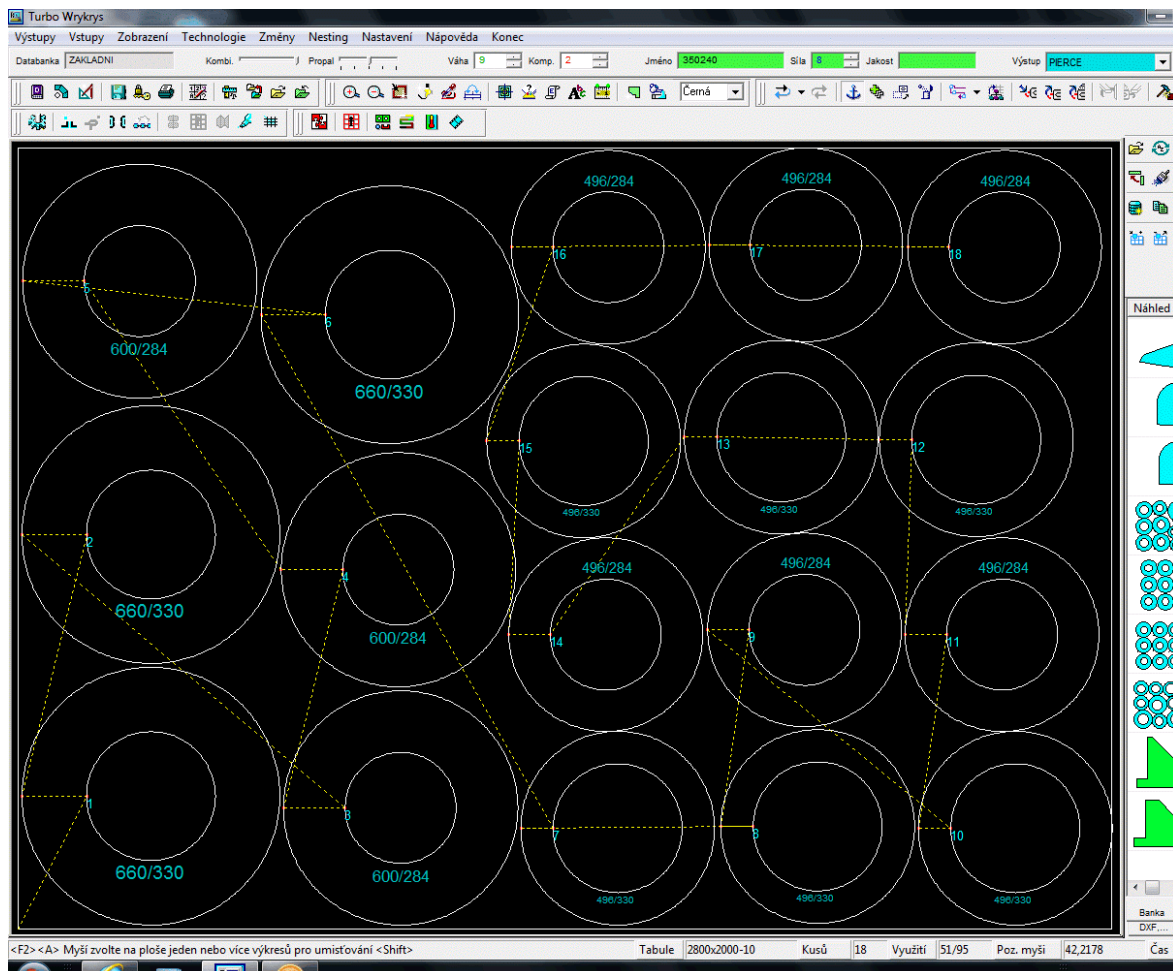 Turbo Wrykrys
Výstupy Vstupy Zobrazení Technologie Změny Nesting Nastavení Nápověda Konec
Databanka ZAKLADNI Kombi. Propal Váha 9 Komp. 2 Jméno 350240 Síla 8 Jakost Výstup PIERCE
Černá
Náhled
496/284 496/284 496/284
16 17 18
5 6
600/284
660/330
15 13 12
496/330 496/330 496/330
2
496/284 496/284 496/284
4
660/330
600/284
14 9 11
1 3 7 8 10
660/330
600/284
496/330 496/330 496/330
Banka
DXF,...
<F2><A> Myší zvolte na ploše jeden nebo více výkresů pro umisťování <Shift> Tabule 2800x2000-10 Kusů 18 Využití 51/95 Poz. myši 42,2178 Čas